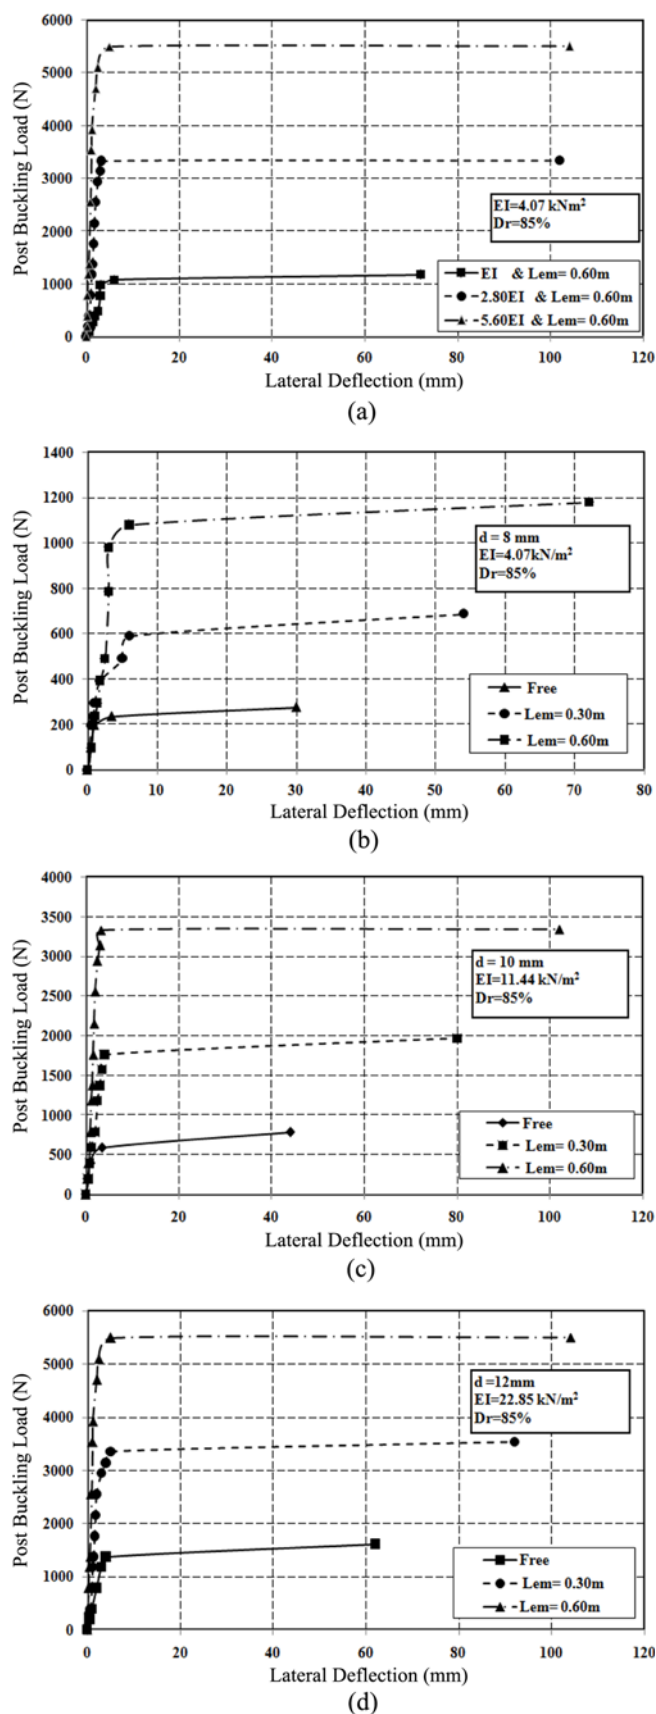 6000
5000
4000
3000
2000
1000
0
Post Buckling Load (N)
EI=4.07 kNm²
Dr=85%
EI & Lem= 0.60m
2.80EI & Lem= 0.60m
5.60EI & Lem= 0.60m
0 20 40 60 80 100 120
Lateral Deflection (mm)
(a)
1400
1200
1000
800
600
400
200
0
Post Buckling Load (N)
d = 8 mm
EI=4.07kN/m²
Dr=85%
Free
Lem= 0.30m
Lem= 0.60m
0 10 20 30 40 50 60 70 80
Lateral Deflection (mm)
(b)
4000
3500
3000
2500
2000
1500
1000
500
0
Post Buckling Load (N)
d = 10 mm
EI=11.44 kN/m²
Dr=85%
Free
Lem= 0.30m
Lem= 0.60m
0 20 40 60 80 100 120
Lateral Deflection (mm)
(c)
6000
5000
4000
3000
2000
1000
0
Post Buckling Load (N)
d =12mm
EI=22.85 kN/m²
Dr=85%
Free
Lem= 0.30m
Lem= 0.60m
0 20 40 60 80 100 120
Lateral Deflection (mm)
(d)